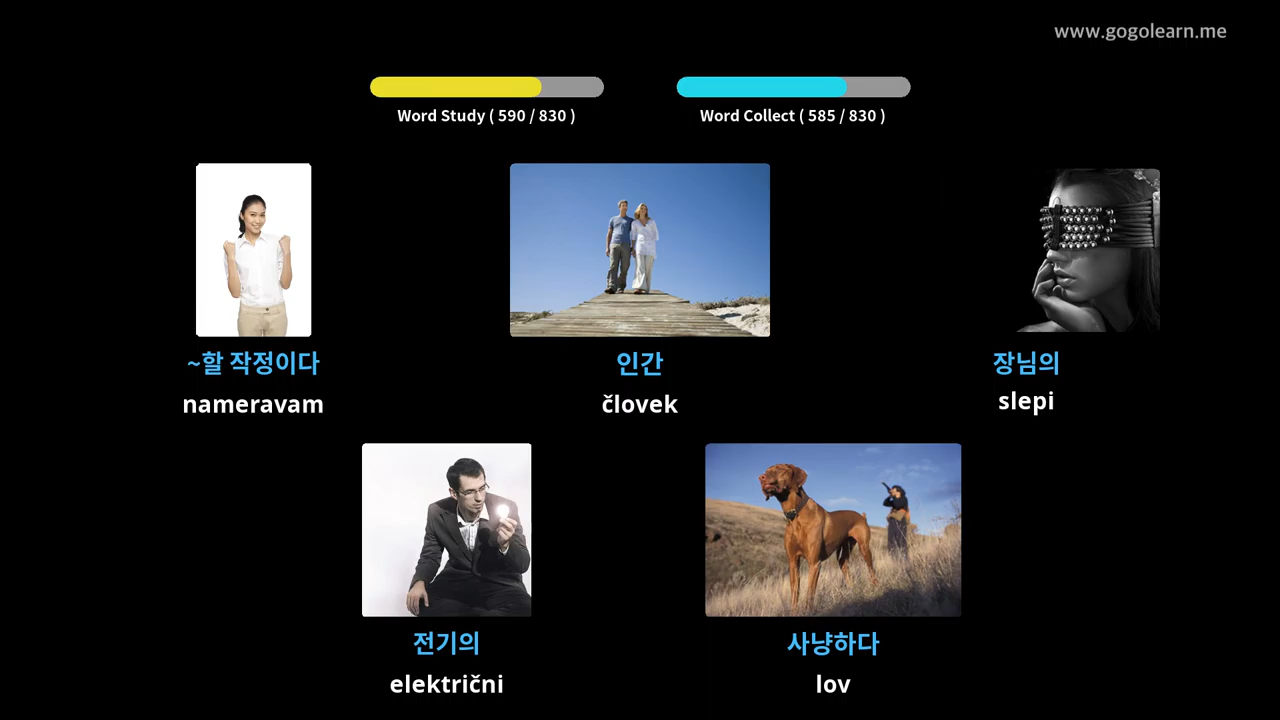 www.gogolearn.me
Word Study ( 590 / 830 )
Word Collect ( 585 / 830 )
~할 작정이다
nameravam
인간
človek
장님의
slepi
전기의
električni
사냥하다
lov